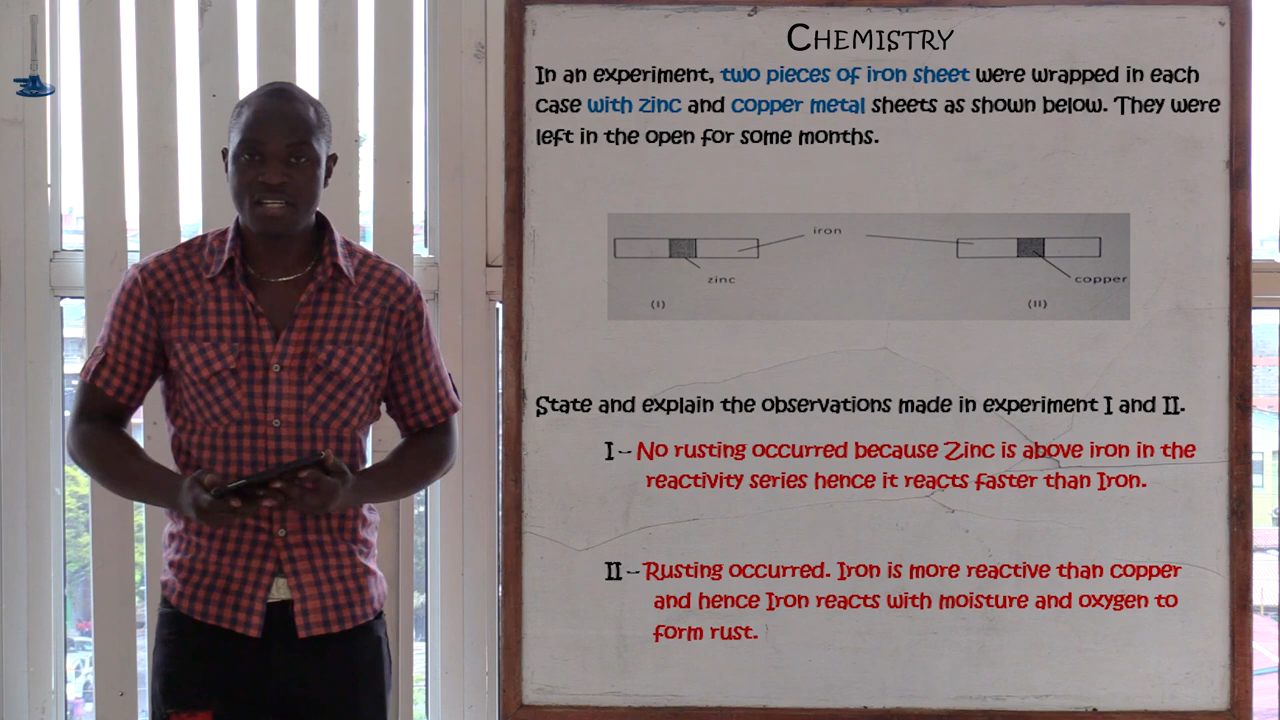 CHEMISTRY
In an experiment, two pieces of iron sheet were wrapped in each
case with zinc and copper metal sheets as shown below. They were
left in the open for some months.
iron
zinc
copper
(I)
(II)
State and explain the observations made in experiment I and II.
I – No rusting occurred because Zinc is above iron in the
reactivity series hence it reacts faster than Iron.
II – Rusting occurred. Iron is more reactive than copper
and hence Iron reacts with moisture and oxygen to
form rust.